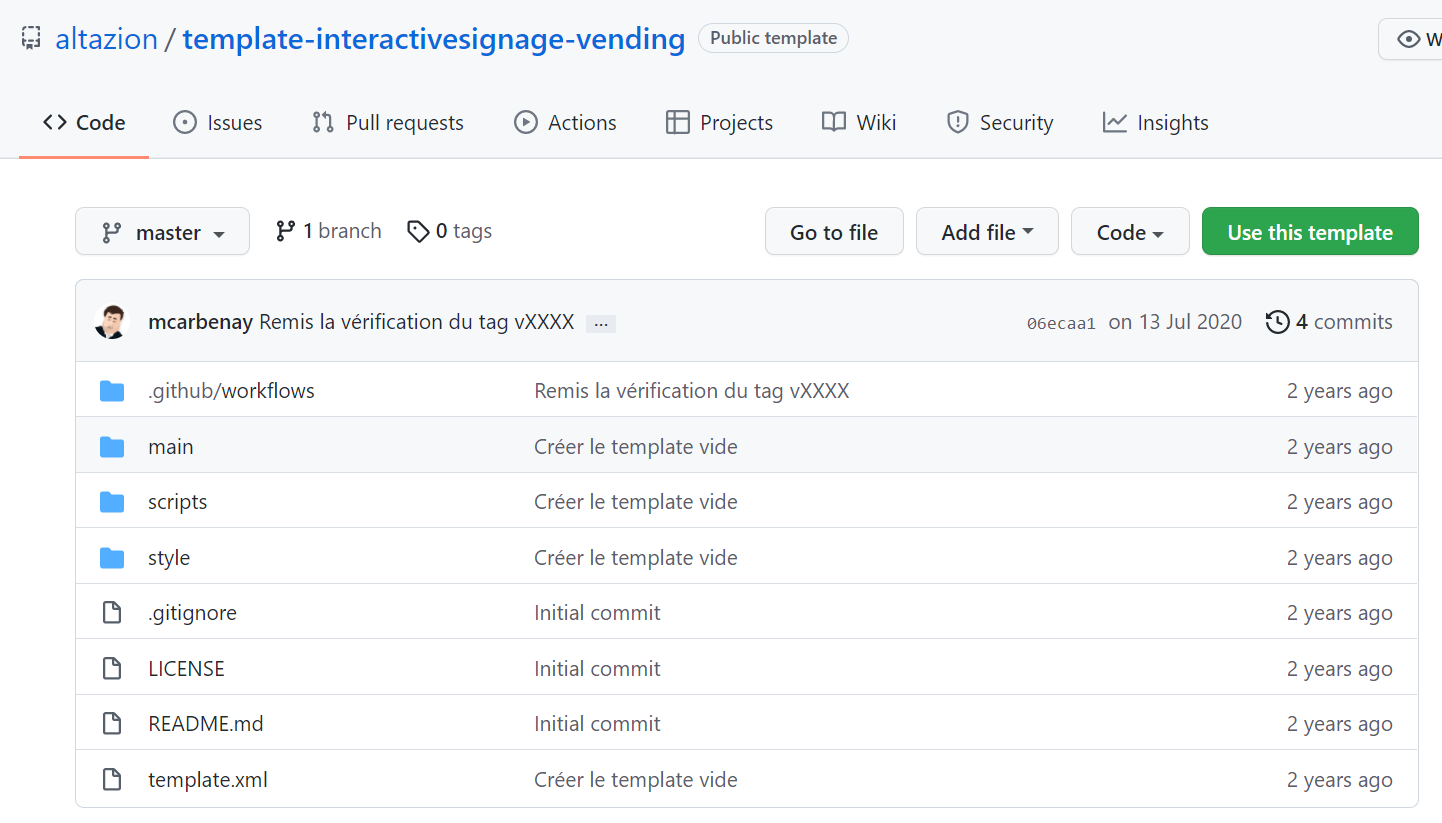 altazion / template-interactivesignage-vending Public template W
Code Issues Pull requests Actions Projects Wiki Security Insights
master 1 branch 0 tags Go to file Add file Code Use this template
mcarbenay Remis la vérification du tag vXXXX ... 06ecaa1 on 13 Jul 2020 4 commits
.github/workflows Remis la vérification du tag vXXXX 2 years ago
main Créer le template vide 2 years ago
scripts Créer le template vide 2 years ago
style Créer le template vide 2 years ago
.gitignore Initial commit 2 years ago
LICENSE Initial commit 2 years ago
README.md Initial commit 2 years ago
template.xml Créer le template vide 2 years ago